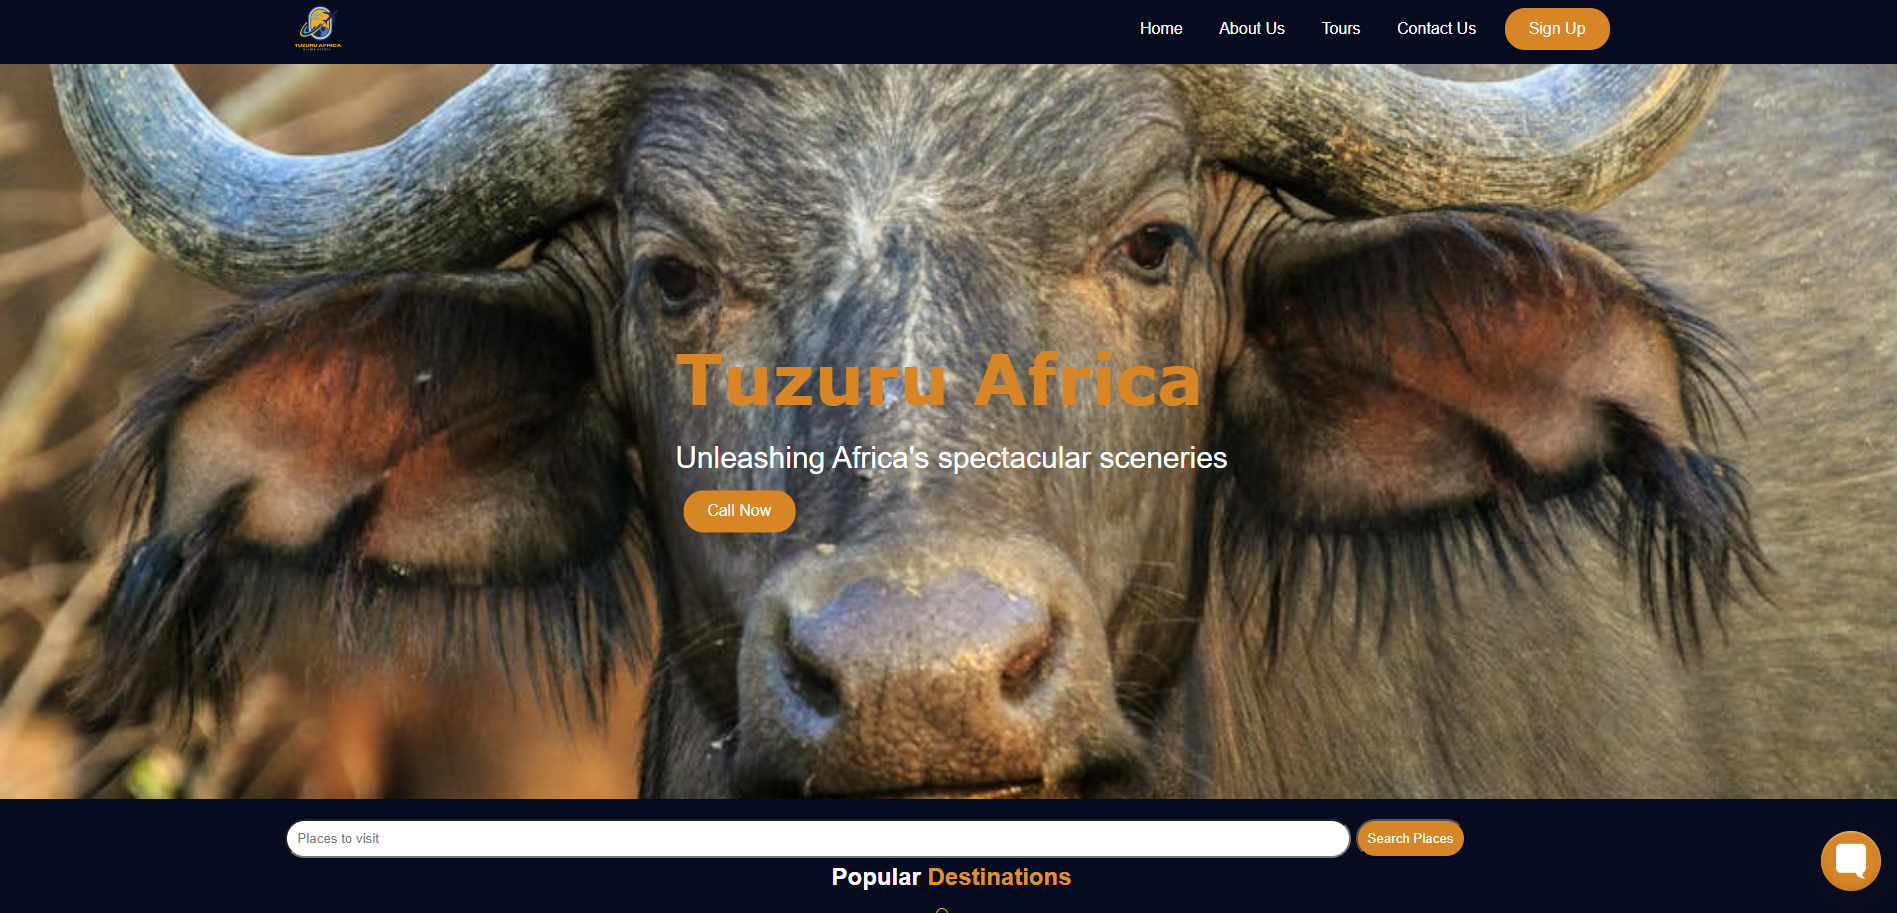 TUZURU AFRICA
Home
About Us
Tours
Contact Us
Sign Up
Tuzuru Africa
Unleashing Africa's spectacular sceneries
Call Now
Places to visit
Search Places
Popular Destinations